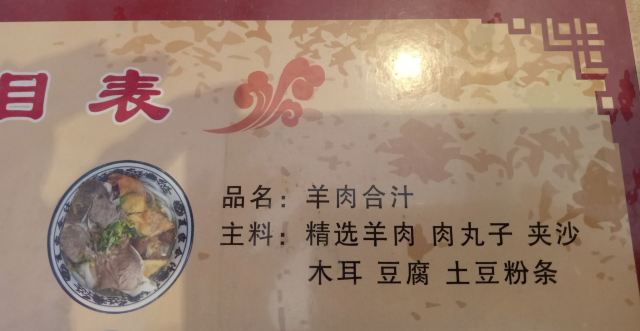 目表
品名：羊肉合汁
主料：精选羊肉 肉丸子 夹沙
木耳 豆腐 土豆粉条